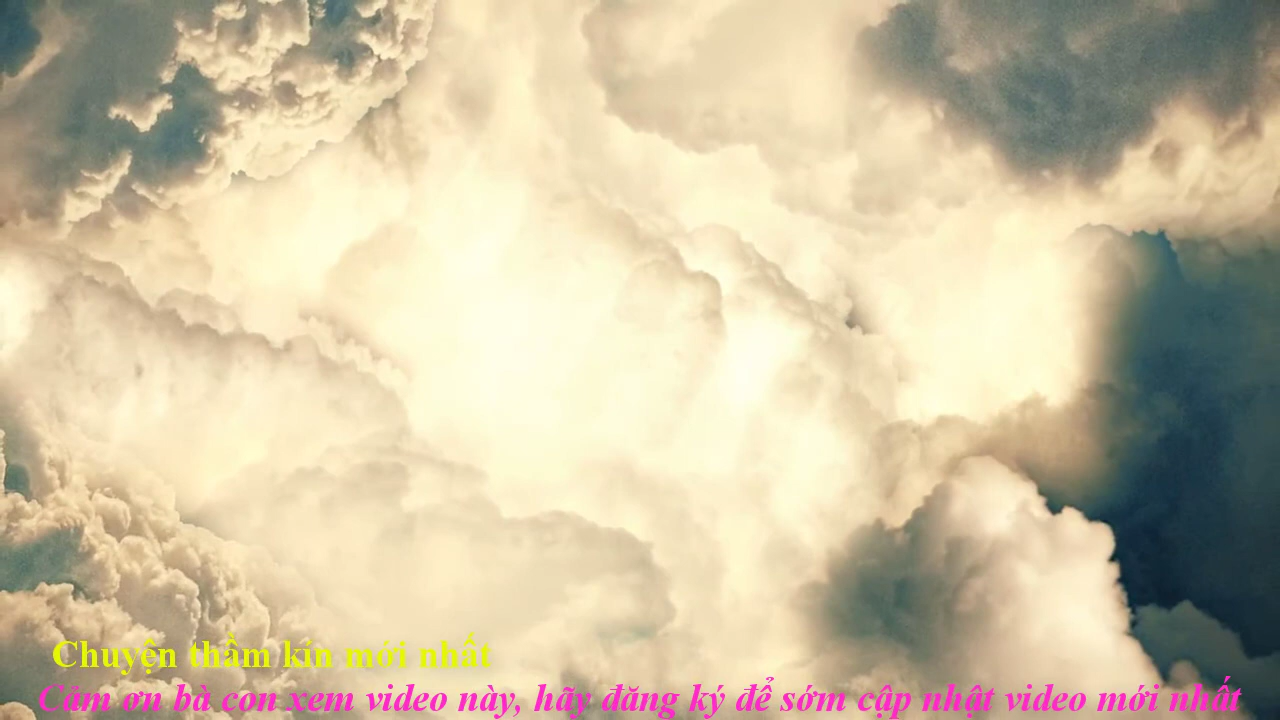 Chuyện thầm kín mới nhất
Cảm ơn bà con xem video này, hãy đăng ký để sớm cập nhật video mới nhất